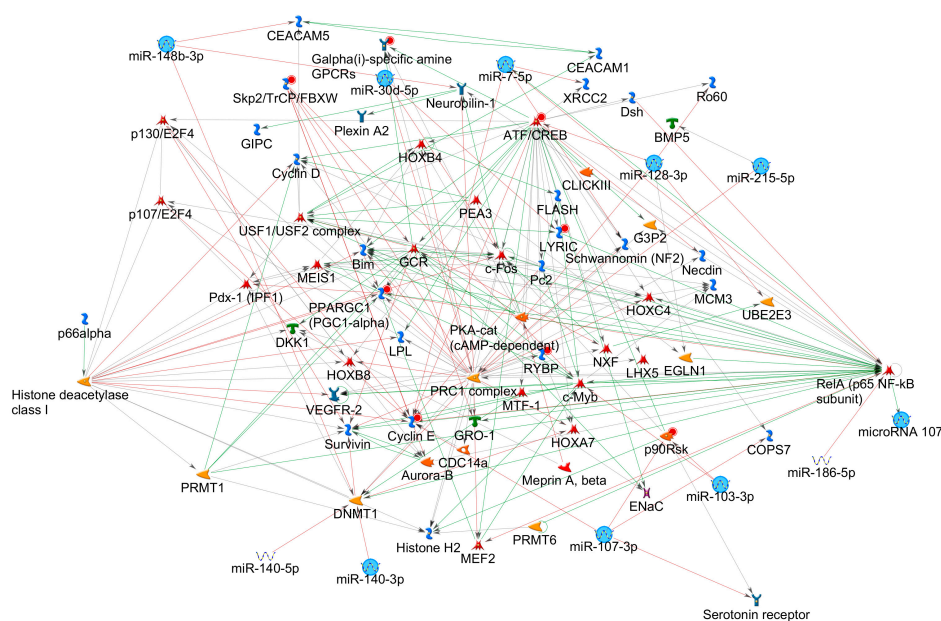 CEACAM5
miR-148b-3p
Galpha(i)-specific amine
GPCRs
miR-7-5p
CEACAM1
Skp2/TrCP/FBXW
miR-30d-5p
Neuropilin-1
XRCC2
Ro60
Dsh
p130/E2F4
GIPC
Plexin A2
ATF/CREB
BMP5
HOXB4
Cyclin D
CLICKIII
miR-128-3p
miR-215-5p
p107/E2F4
PEA3
FLASH
USF1/USF2 complex
LYRIC
G3P2
Schwannomin (NF2)
Bim
GCR
c-Fos
Necdin
MEIS1
Pc2
Pdx-1 (IPF1)
MCM3
HOXC4
PPARGC1
(PGC1-alpha)
UBE2E3
p66alpha
DKK1
LPL
PKA-cat
(cAMP-dependent)
NXF
RYBP
LHX5
EGLN1
HOXB8
RelA (p65 NF-kB
subunit)
Histone deacetylase
class I
PRC1 complex
c-Myb
VEGFR-2
MTF-1
microRNA 107
Survivin
Cyclin E
GRO-1
HOXA7
p90Rsk
COPS7
Aurora-B
CDC14a
Meprin A, beta
miR-186-5p
PRMT1
miR-103-3p
ENaC
DNMT1
Histone H2
PRMT6
miR-107-3p
MEF2
miR-140-5p
miR-140-3p
Serotonin receptor